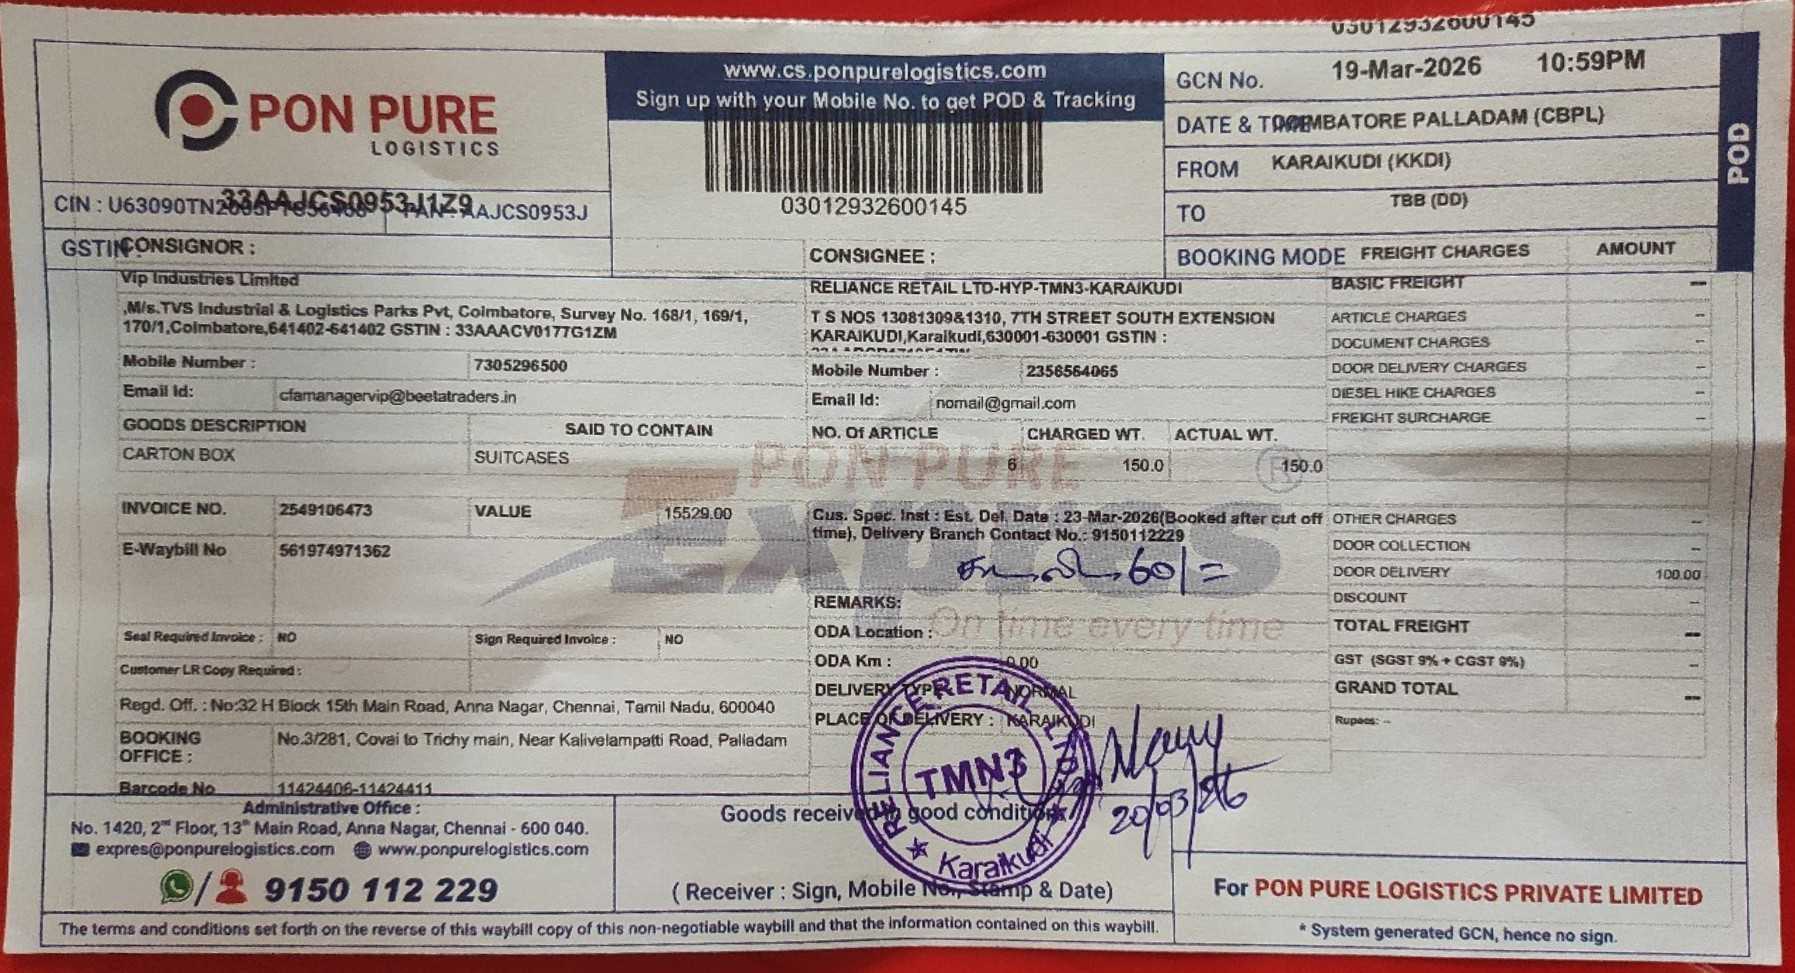 03012932600145
PON PURE
LOGISTICS
www.cs.ponpurelogistics.com
Sign up with your Mobile No. to get POD & Tracking
03012932600145
GCN No. 19-Mar-2026 10:59PM
DATE & TIME COIMBATORE PALLADAM (CBPL)
FROM KARAIKUDI (KKDI)
TO TBB (DD)
BOOKING MODE
POD
CIN : PAN : AAJCS0953J
33AAJCS0953J1Z9
GSTIN
CONSIGNOR :
Vip Industries Limited
,M/s.TVS Industrial & Logistics Parks Pvt, Coimbatore, Survey No. 168/1, 169/1,
170/1,Coimbatore,641402-641402 GSTIN : 33AAACV0177G1ZM
Mobile Number : 7305296500
Email Id: cfamanagervip@beetatraders.in
GOODS DESCRIPTION SAID TO CONTAIN
CARTON BOX SUITCASES
INVOICE NO. 2549106473 VALUE 15529.00
E-Waybill No 561974971362
Seal Required Invoice : NO Sign Required Invoice : NO
Customer LR Copy Required :
Regd. Off. : No:32 H Block 15th Main Road, Anna Nagar, Chennai, Tamil Nadu, 600040
BOOKING OFFICE : No.3/281, Covai to Trichy main, Near Kalivelampatti Road, Palladam
Barcode No 11424406-11424411
CONSIGNEE :
RELIANCE RETAIL LTD-HYP-TMN3-KARAIKUDI
T S NOS 13081309&1310, 7TH STREET SOUTH EXTENSION
KARAIKUDI,Karaikudi,630001-630001 GSTIN :
Mobile Number : 2356564065
Email Id: nomail@gmail.com
NO. Of ARTICLE CHARGED WT. ACTUAL WT.
6 150.0 150.0
PON PURE
Expres
On time every time
Cus. Spec. Inst : Est. Del. Date : 23-Mar-2026(Booked after cut off
time), Delivery Branch Contact No.: 9150112229
60/=
REMARKS:
ODA Location :
ODA Km : 0.00
DELIVERY TYPE NORMAL
PLACE OF DELIVERY : KARAIKUDI
FREIGHT CHARGES AMOUNT
BASIC FREIGHT --
ARTICLE CHARGES --
DOCUMENT CHARGES --
DOOR DELIVERY CHARGES --
DIESEL HIKE CHARGES --
FREIGHT SURCHARGE --
OTHER CHARGES --
DOOR COLLECTION --
DOOR DELIVERY 100.00
DISCOUNT --
TOTAL FREIGHT --
GST (SGST 9% + CGST 9%) --
GRAND TOTAL --
Rupees: --
RELIANCE RETAIL LTD
TMN3
Karaikudi
20/03/26
Administrative Office :
No. 1420, 2nd Floor, 13th Main Road, Anna Nagar, Chennai - 600 040.
expres@ponpurelogistics.com www.ponpurelogistics.com
9150 112 229
Goods received in good condition
( Receiver : Sign, Mobile No., Stamp & Date)
For PON PURE LOGISTICS PRIVATE LIMITED
* System generated GCN, hence no sign.
The terms and conditions set forth on the reverse of this waybill copy of this non-negotiable waybill and that the information contained on this waybill.